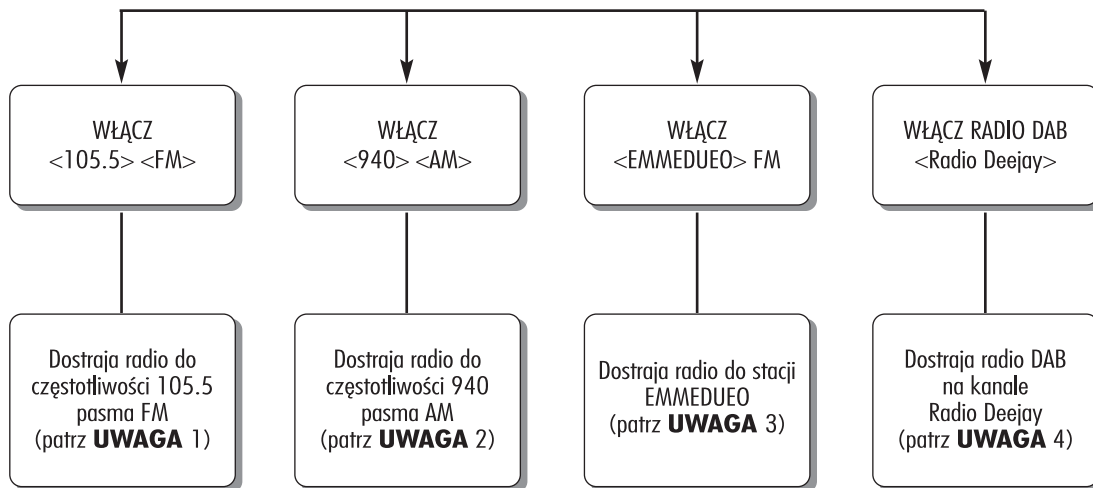 WŁĄCZ
<105.5> <FM>
WŁĄCZ
<940> <AM>
WŁĄCZ
<EMMEDUEO> FM
WŁĄCZ RADIO DAB
<Radio Deejay>
Dostraja radio do
częstotliwości 105.5
pasma FM
(patrz UWAGA 1)
Dostraja radio do
częstotliwości 940
pasma AM
(patrz UWAGA 2)
Dostraja radio do stacji
EMMEDUEO
(patrz UWAGA 3)
Dostraja radio DAB
na kanale
Radio Deejay
(patrz UWAGA 4)